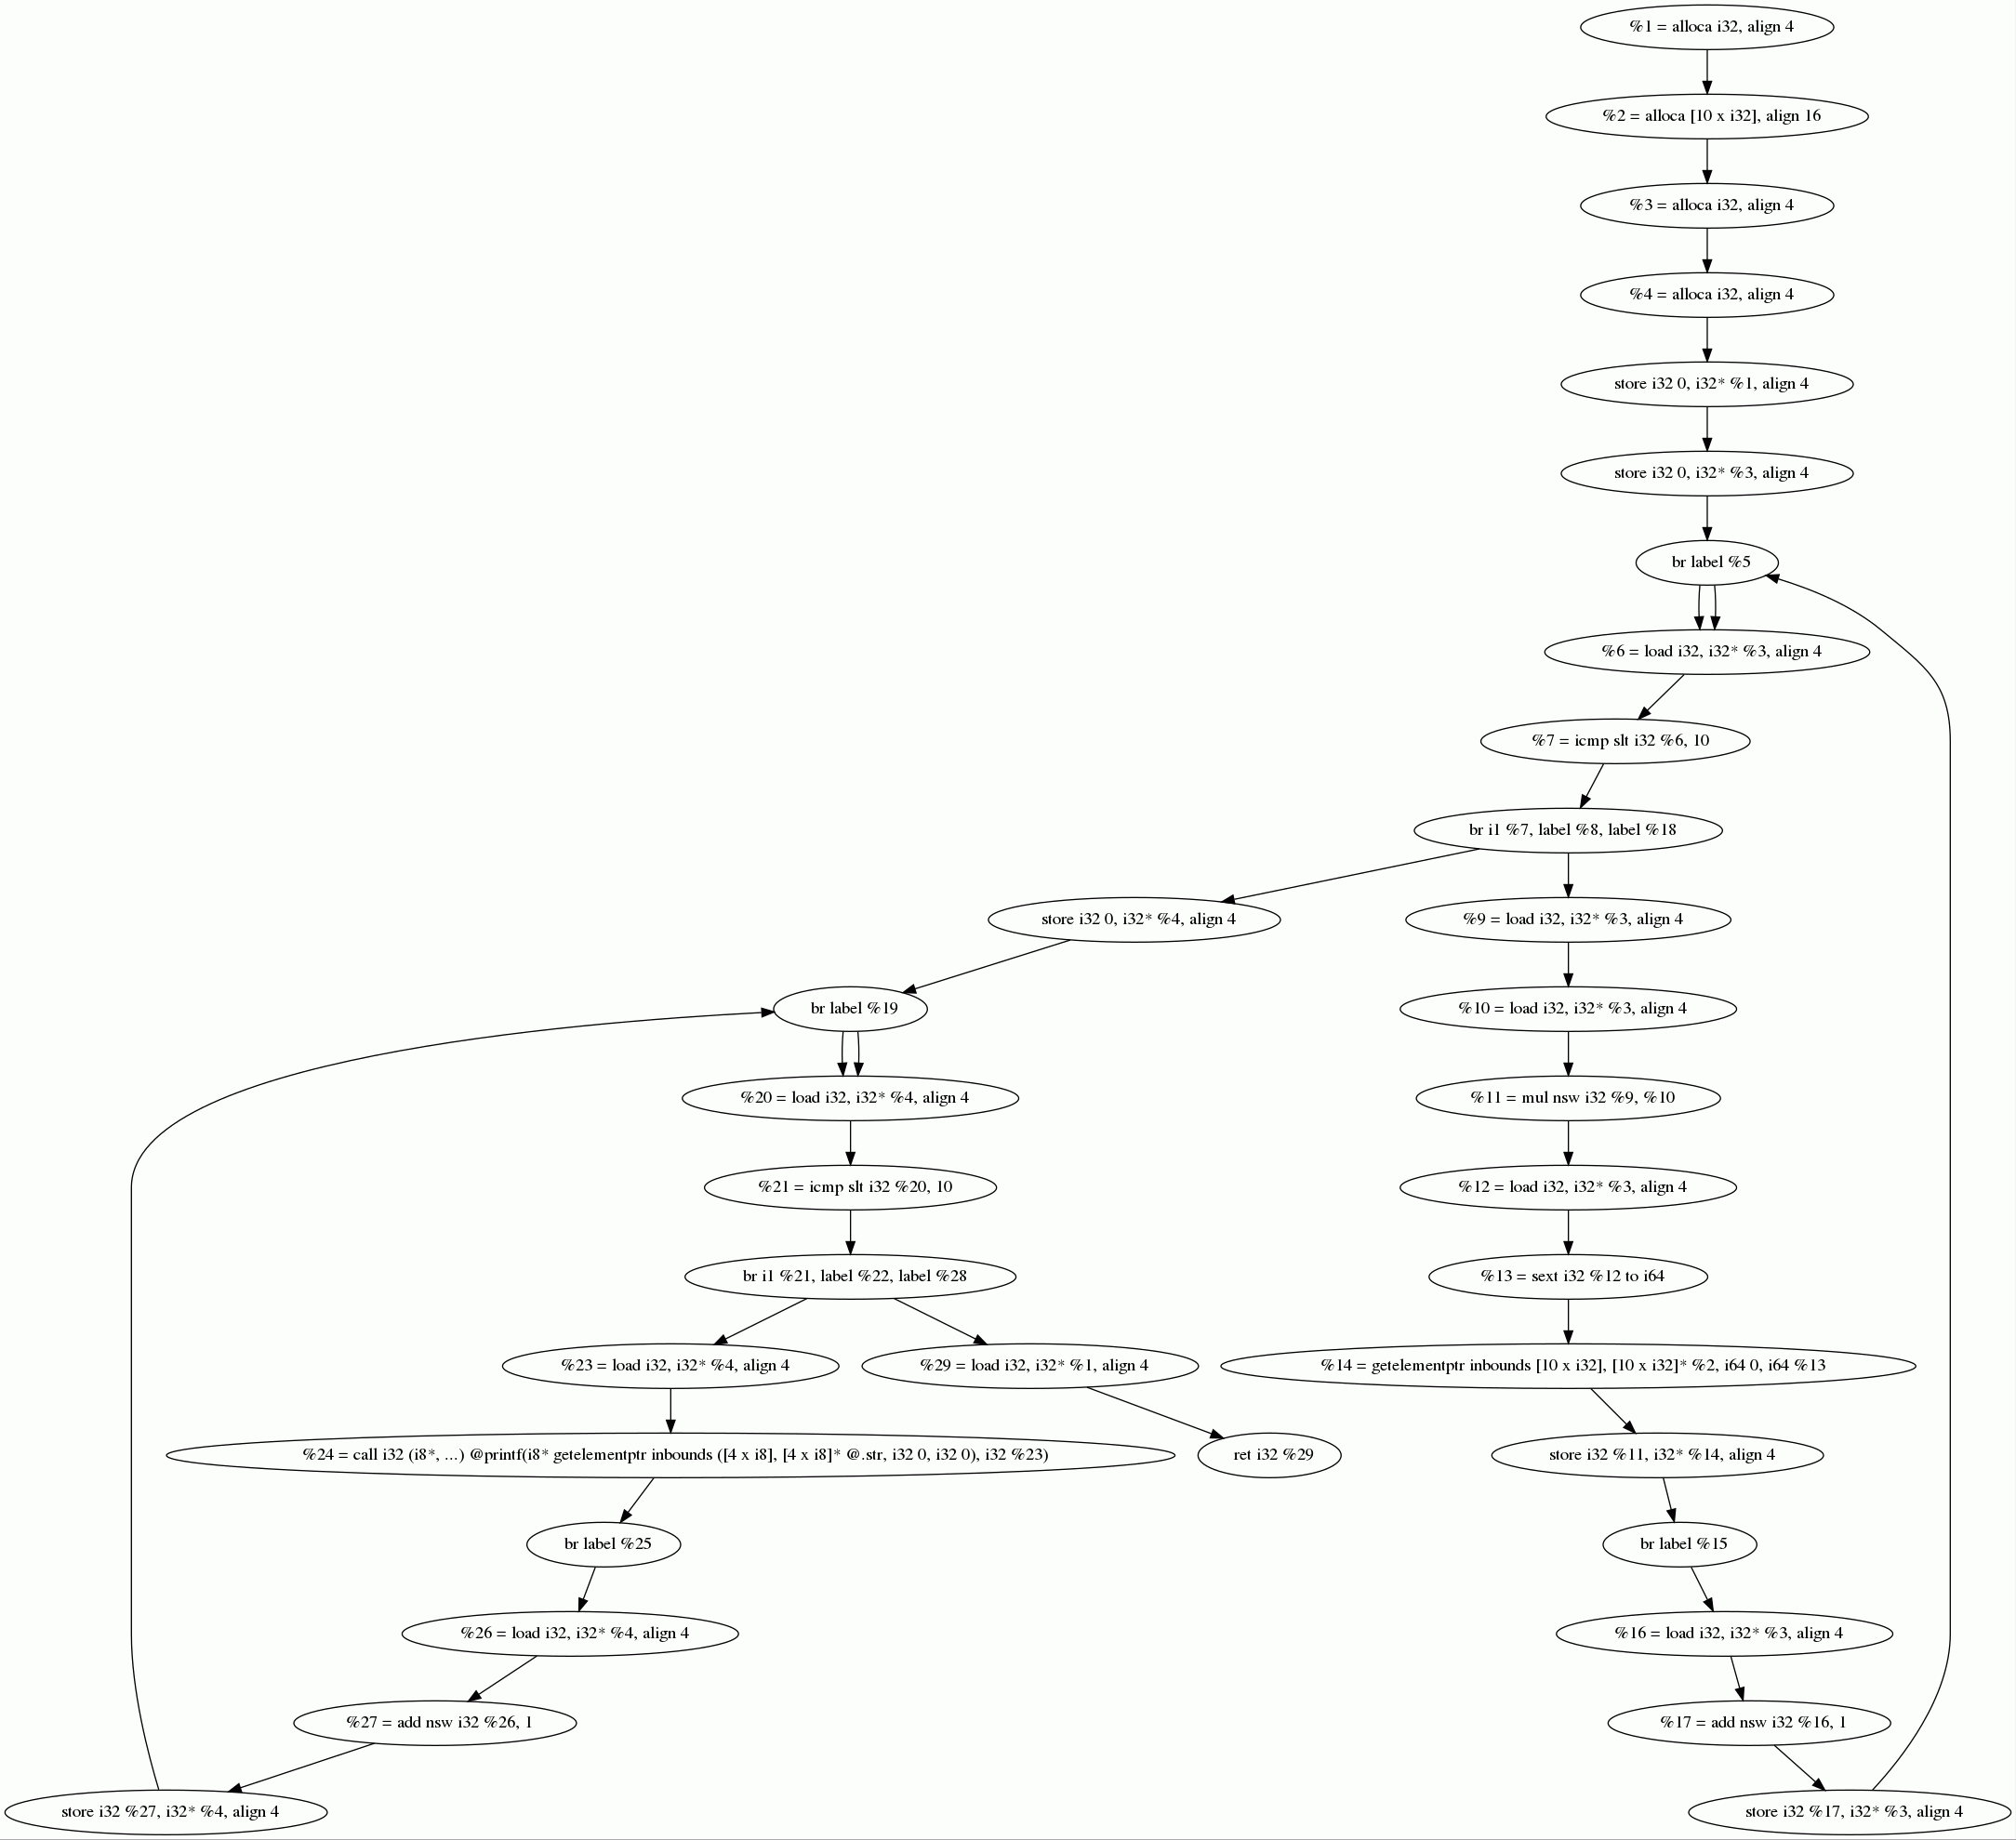 %1 = alloca i32, align 4
%2 = alloca [10 x i32], align 16
%3 = alloca i32, align 4
%4 = alloca i32, align 4
store i32 0, i32* %1, align 4
store i32 0, i32* %3, align 4
br label %5
%6 = load i32, i32* %3, align 4
%7 = icmp slt i32 %6, 10
br i1 %7, label %8, label %18
store i32 0, i32* %4, align 4
%9 = load i32, i32* %3, align 4
br label %19
%10 = load i32, i32* %3, align 4
%20 = load i32, i32* %4, align 4
%11 = mul nsw i32 %9, %10
%21 = icmp slt i32 %20, 10
%12 = load i32, i32* %3, align 4
br i1 %21, label %22, label %28
%13 = sext i32 %12 to i64
%23 = load i32, i32* %4, align 4
%29 = load i32, i32* %1, align 4
%14 = getelementptr inbounds [10 x i32], [10 x i32]* %2, i64 0, i64 %13
%24 = call i32 (i8*, ...) @printf(i8* getelementptr inbounds ([4 x i8], [4 x i8]* @.str, i32 0, i32 0), i32 %23)
ret i32 %29
store i32 %11, i32* %14, align 4
br label %25
br label %15
%26 = load i32, i32* %4, align 4
%16 = load i32, i32* %3, align 4
%27 = add nsw i32 %26, 1
%17 = add nsw i32 %16, 1
store i32 %27, i32* %4, align 4
store i32 %17, i32* %3, align 4